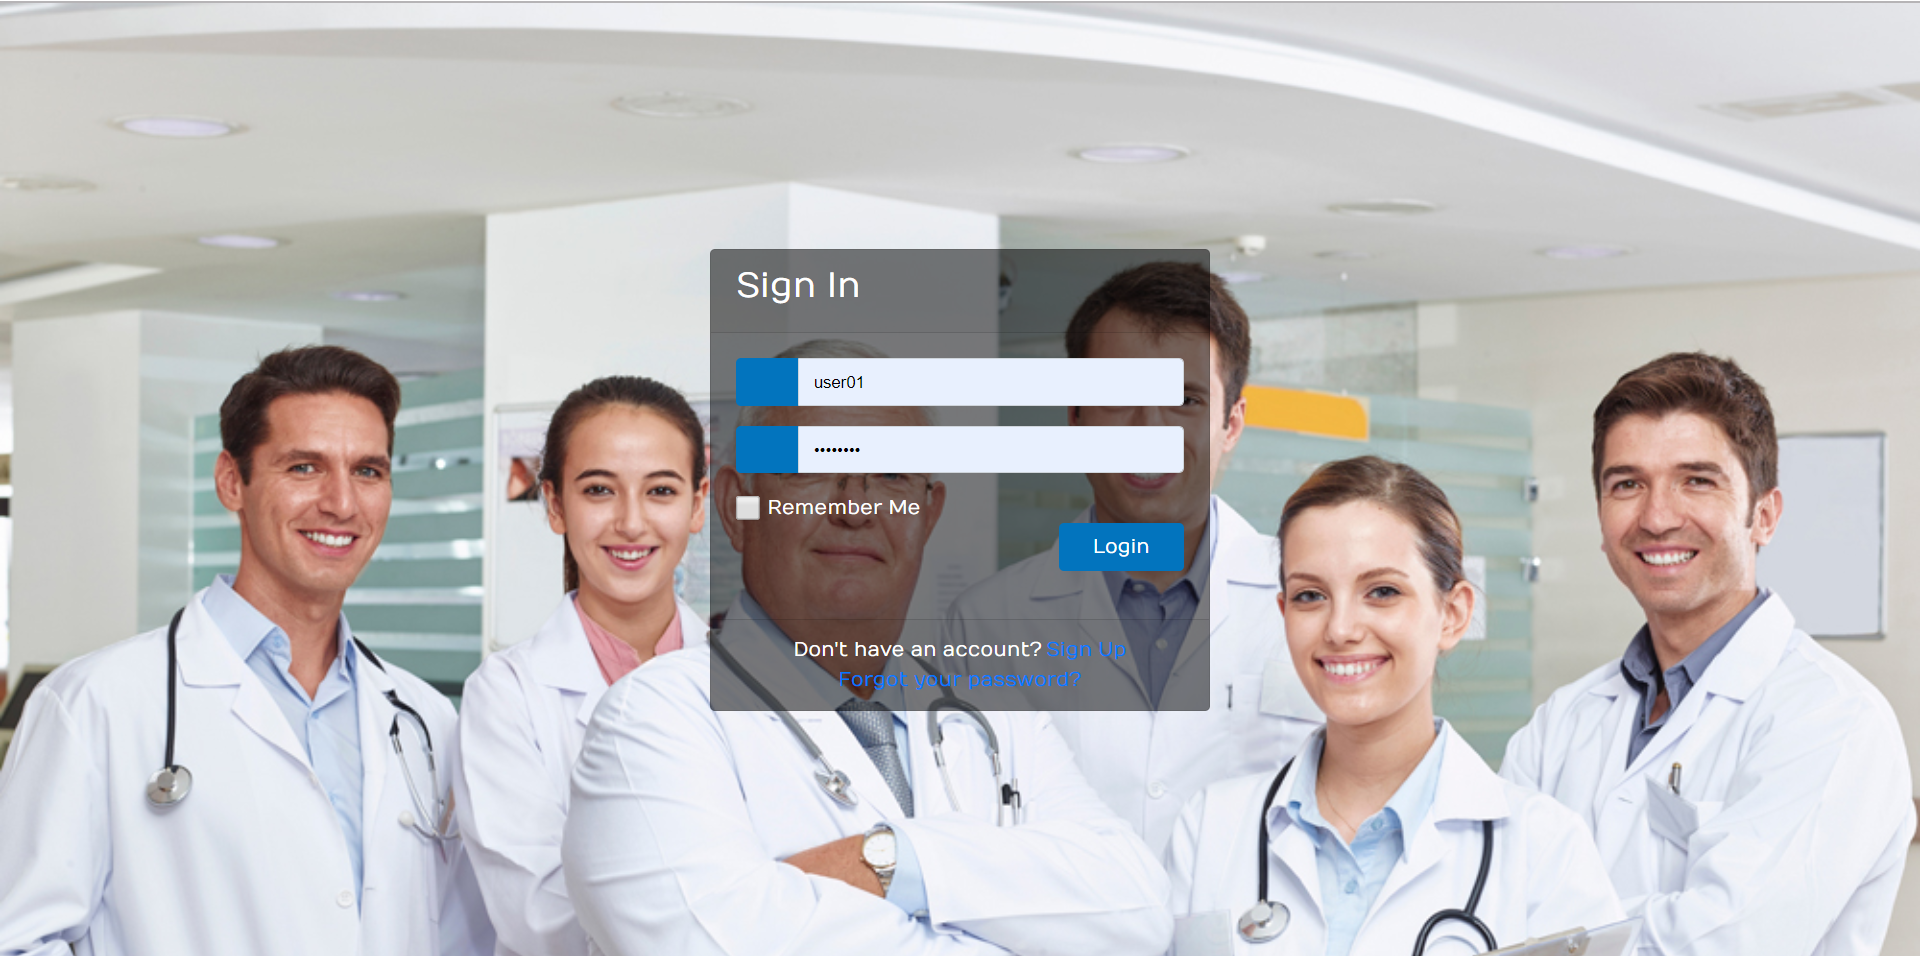 Sign In
user01
••••••••
Remember Me
Login
Don't have an account? Sign Up
Forgot your password?